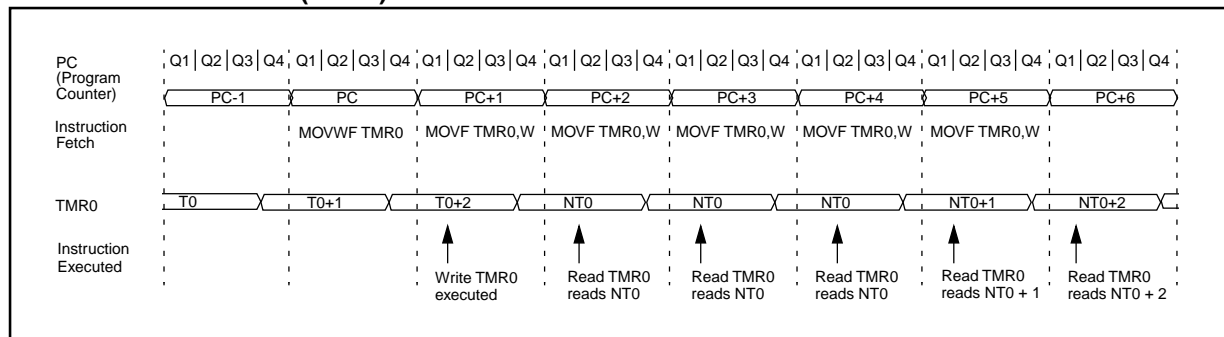 PC (Program Counter)
Q1 Q2 Q3 Q4 Q1 Q2 Q3 Q4 Q1 Q2 Q3 Q4 Q1 Q2 Q3 Q4 Q1 Q2 Q3 Q4 Q1 Q2 Q3 Q4 Q1 Q2 Q3 Q4 Q1 Q2 Q3 Q4
PC-1 PC PC+1 PC+2 PC+3 PC+4 PC+5 PC+6
Instruction Fetch
MOVWF TMR0 MOVF TMR0,W MOVF TMR0,W MOVF TMR0,W MOVF TMR0,W MOVF TMR0,W
TMR0 T0 T0+1 T0+2 NT0 NT0 NT0 NT0+1 NT0+2
Instruction Executed
Write TMR0 executed
Read TMR0 reads NT0
Read TMR0 reads NT0
Read TMR0 reads NT0
Read TMR0 reads NT0 + 1
Read TMR0 reads NT0 + 2